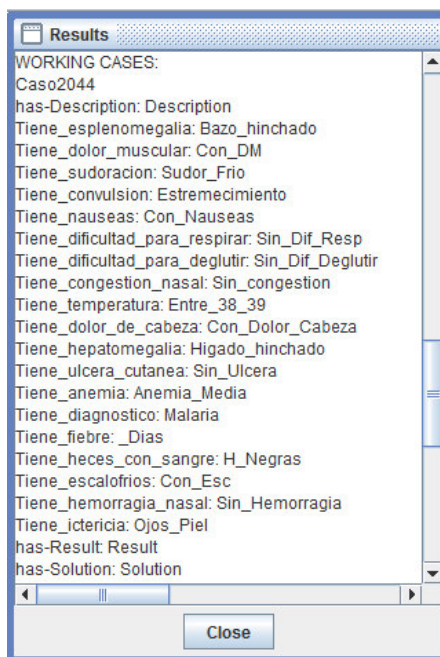 Results
WORKING CASES:
Caso2044
has-Description: Description
Tiene_esplenomegalia: Bazo_hinchado
Tiene_dolor_muscular: Con_DM
Tiene_sudoracion: Sudor_Frio
Tiene_convulsion: Estremecimiento
Tiene_nauseas: Con_Nauseas
Tiene_dificultad_para_respirar: Sin_Dif_Resp
Tiene_dificultad_para_deglutir: Sin_Dif_Deglutir
Tiene_congestion_nasal: Sin_congestion
Tiene_temperatura: Entre_38_39
Tiene_dolor_de_cabeza: Con_Dolor_Cabeza
Tiene_hepatomegalia: Higado_hinchado
Tiene_ulcera_cutanea: Sin_Ulcera
Tiene_anemia: Anemia_Media
Tiene_diagnostico: Malaria
Tiene_fiebre: _Dias
Tiene_heces_con_sangre: H_Negras
Tiene_escalofrios: Con_Esc
Tiene_hemorragia_nasal: Sin_Hemorragia
Tiene_ictericia: Ojos_Piel
has-Result: Result
has-Solution: Solution
Close